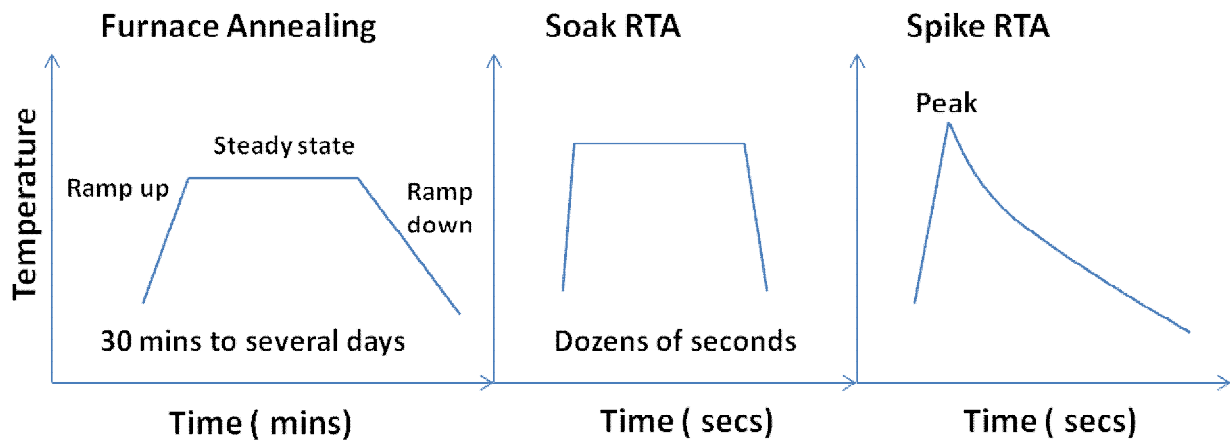 Furnace Annealing
Soak RTA
Spike RTA
Temperature
Steady state
Ramp up
Ramp
down
30 mins to several days
Time ( mins)
Dozens of seconds
Time ( secs)
Peak
Time ( secs)